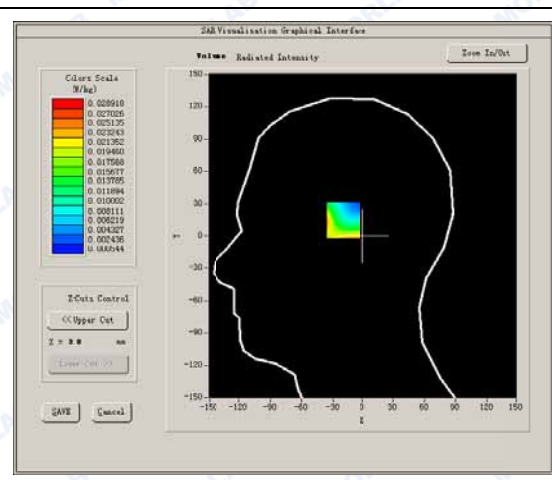 SAR Visualisation Graphical Interface
Volume Radiated Intensity
Zoom In/Out
Colors Scale
(W/kg)
0.028918
0.027026
0.025135
0.023243
0.021352
0.019460
0.017568
0.015677
0.013785
0.011894
0.010002
0.008111
0.006219
0.004327
0.002436
0.000544
150
120
90
60
30
0
-30
-60
-90
-120
-150
Y
-150 -120 -90 -60 -30 0 30 60 90 120 150
X
Z-Cuts Control
<< Upper Cut
Z = mm
Lower Cut >>
SAVE Cancel